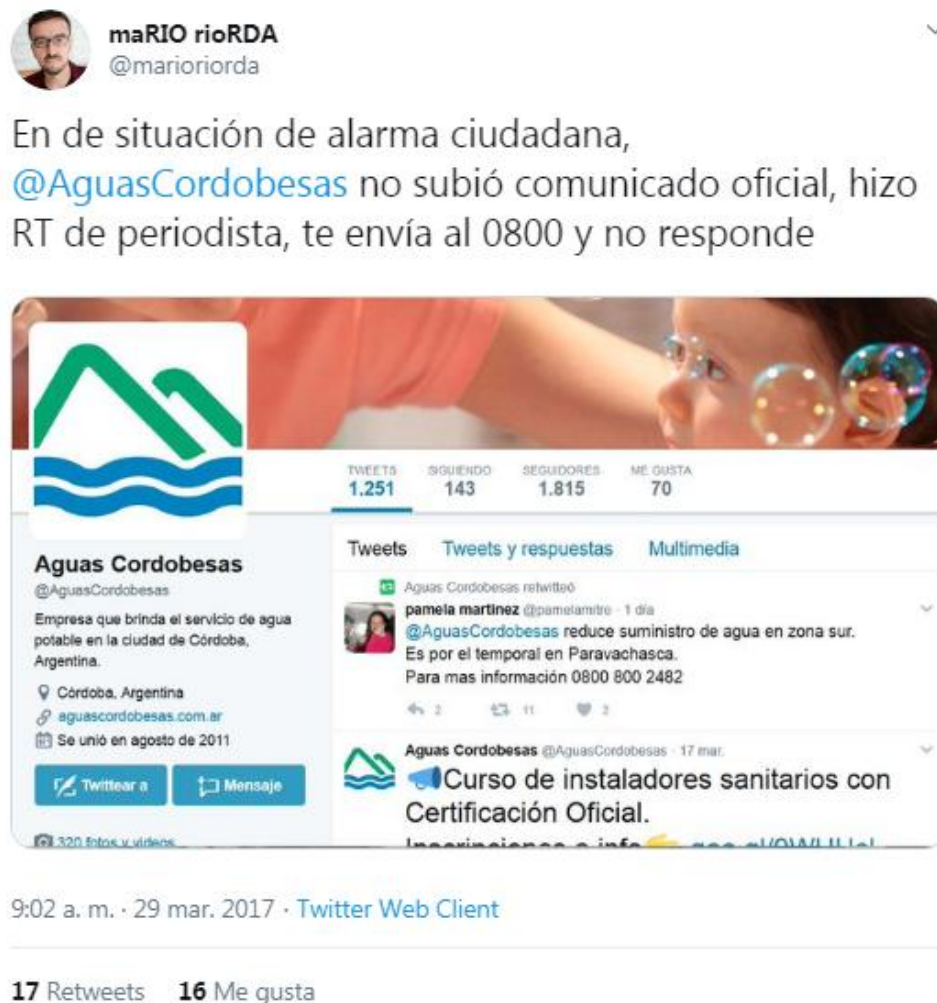 maRIO rioRDA
@marioriorda
En de situación de alarma ciudadana,
@AguasCordobesas no subió comunicado oficial, hizo
RT de periodista, te envía al 0800 y no responde
TWEETS SIGUIENDO SEGUIDORES ME GUSTA
1.251 143 1.815 70
Aguas Cordobesas
@AguasCordobesas
Empresa que brinda el servicio de agua
potable en la ciudad de Córdoba,
Argentina.
Córdoba, Argentina
aguascordobesas.com.ar
Se unió en agosto de 2011
Twittear a Mensaje
320 fotos y videos
Tweets Tweets y respuestas Multimedia
Aguas Cordobesas retwitteó
pamela martinez @pamelamitre · 1 día
@AguasCordobesas reduce suministro de agua en zona sur.
Es por el temporal en Paravachasca.
Para mas información 0800 800 2482
2 11 2
Aguas Cordobesas @AguasCordobesas · 17 mar.
Curso de instaladores sanitarios con
Certificación Oficial.
Inscripciones e info
9:02 a. m. · 29 mar. 2017 · Twitter Web Client
17 Retweets 16 Me gusta